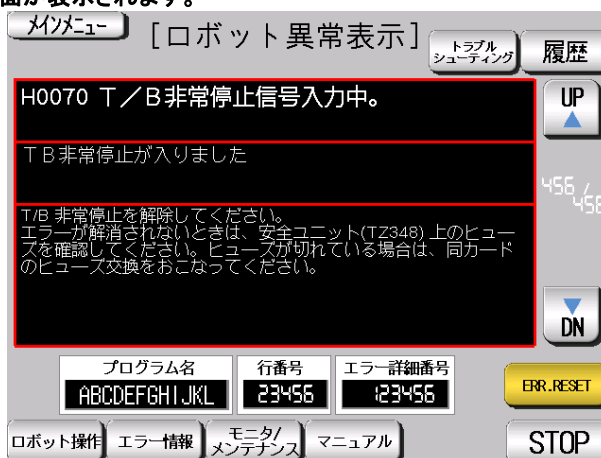 面が表示されます。
メインメニュー
[ロボット異常表示]
トラブル
シューティング
履歴
H0070 T／B非常停止信号入力中。
UP
TB非常停止が入りました
456 /
456
T/B 非常停止を解除してください。
エラーが解消されないときは、安全ユニット(TZ348) 上のヒュー
ズを確認してください。ヒューズが切れている場合は、同カード
のヒューズ交換をおこなってください。
DN
プログラム名
行番号
エラー詳細番号
ABCDEFGHIJKL
23456
123456
ERR.RESET
ロボット操作
エラー情報
モニタ/
メンテナンス
マニュアル
STOP